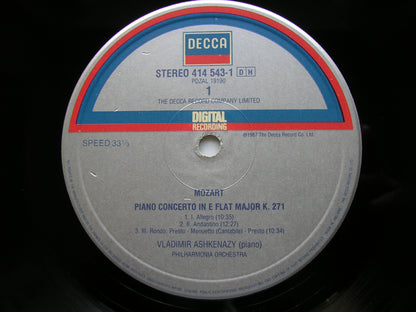 DECCA
STEREO 414 543-1 DH
PDZAL 19190
1
THE DECCA RECORD COMPANY LIMITED
DIGITAL
RECORDING
℗1987 The Decca Record Co. Ltd.
SPEED 33⅓
MOZART
PIANO CONCERTO IN E FLAT MAJOR K. 271
1. I. Allegro (10:35)
2. II. Andantino (12:27)
3. III. Rondo: Presto - Menuetto (Cantabile) - Presto (10:34)
VLADIMIR ASHKENAZY (piano)
PHILHARMONIA ORCHESTRA